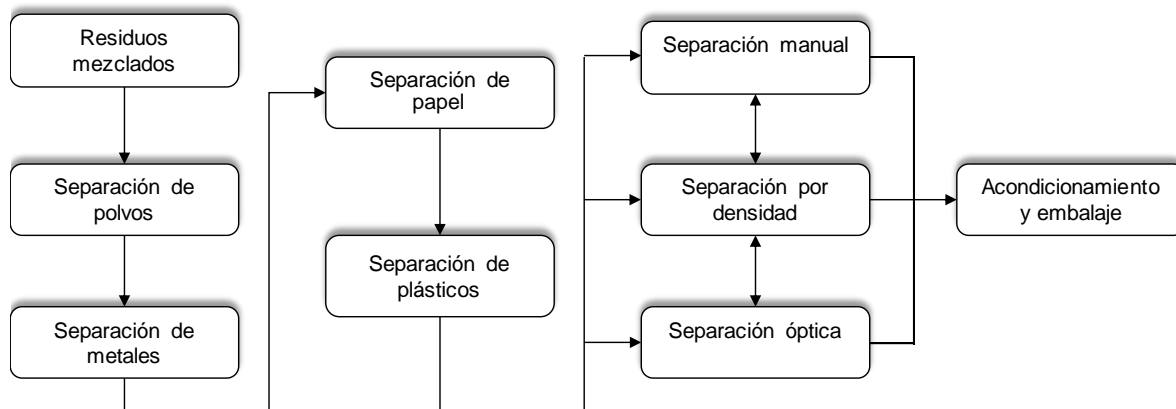 Residuos
mezclados
Separación de
polvos
Separación de
metales
Separación de
papel
Separación de
plásticos
Separación manual
Separación por
densidad
Separación óptica
Acondicionamiento
y embalaje